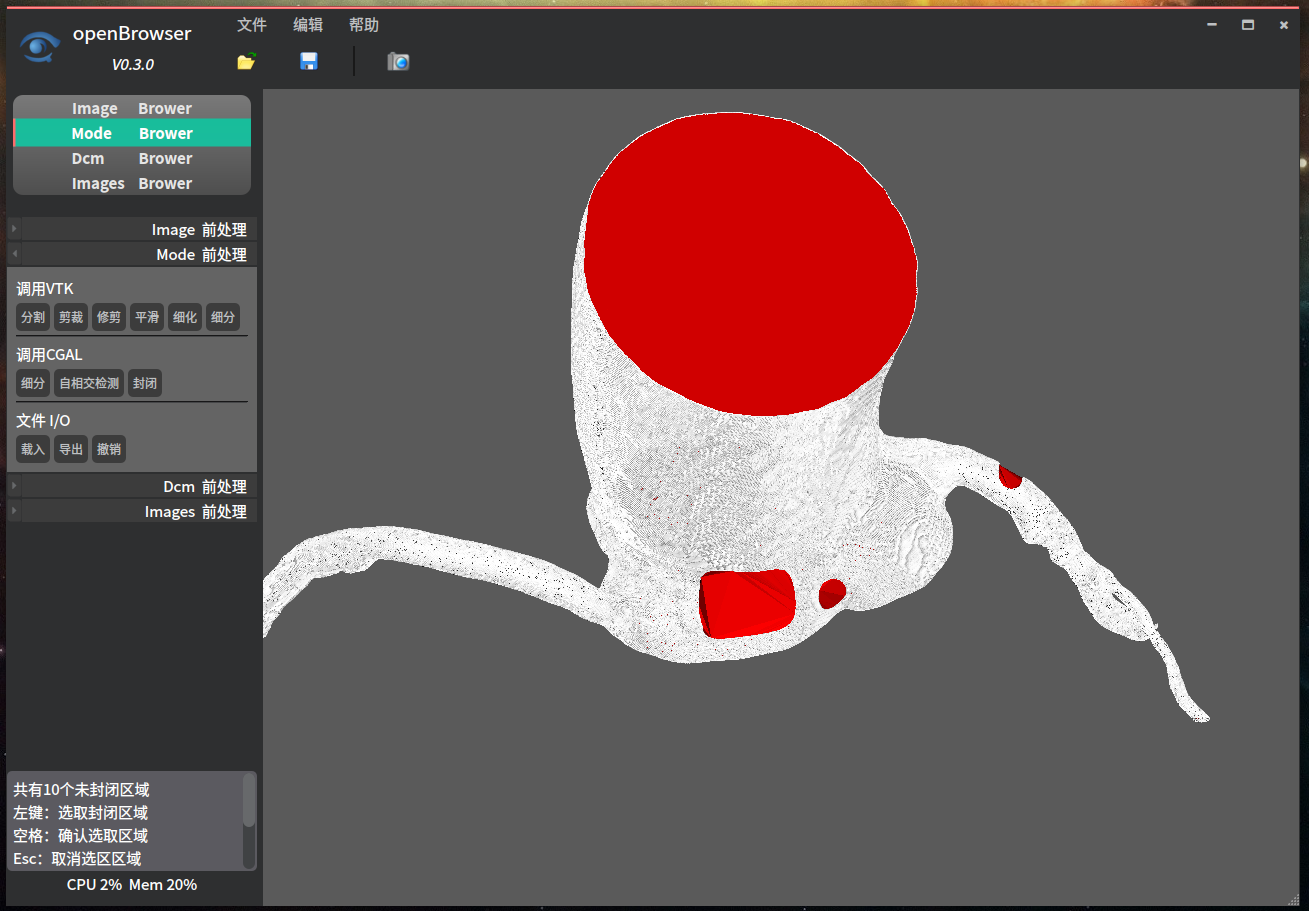 openBrowser
V0.3.0
文件 编辑 帮助
Image Brower
Mode Brower
Dcm Brower
Images Brower
Image 前处理
Mode 前处理
调用VTK
分割 剪裁 修剪 平滑 细化 细分
调用CGAL
细分 自相交检测 封闭
文件 I/O
载入 导出 撤销
Dcm 前处理
Images 前处理
共有10个未封闭区域
左键：选取封闭区域
空格：确认选取区域
Esc：取消选区区域
CPU 2% Mem 20%